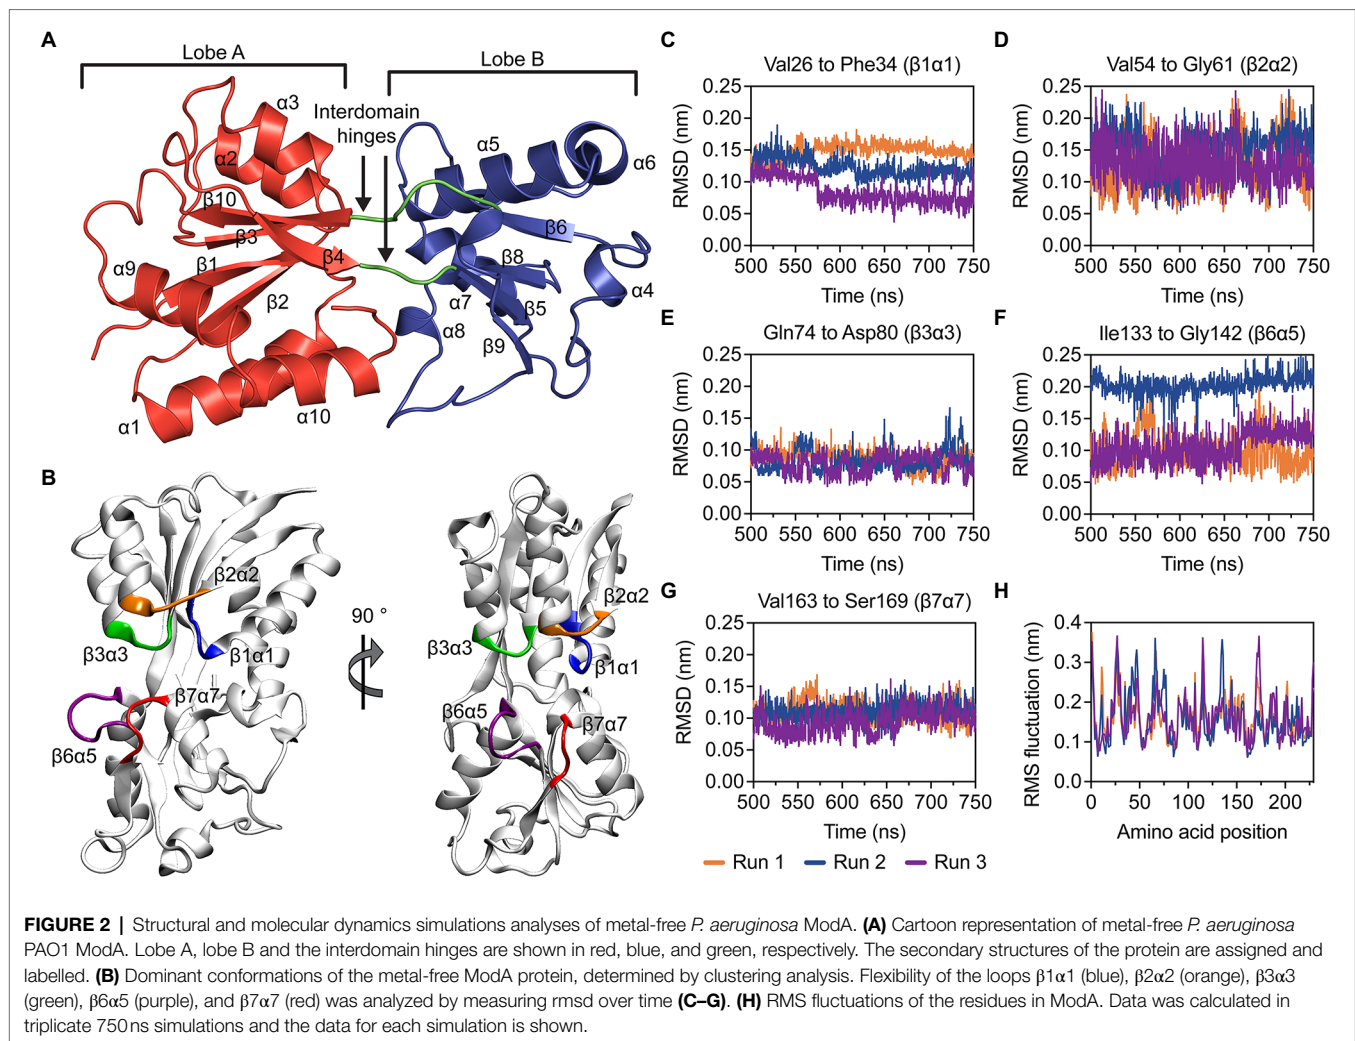 A
Lobe A
Lobe B
Interdomain
hinges
α3
α2
β10
β3
β1
α9
β2
β4
α1
α10
α5
α6
β6
β8
α4
α7
β5
α8
β9
B
β2α2
β3α3
β1α1
β7α7
β6α5
90 °
β2α2
β3α3
β1α1
β6α5
β7α7
C
Val26 to Phe34 (β1α1)
RMSD (nm)
0.25
0.20
0.15
0.10
0.05
0.00
500 550 600 650 700 750
Time (ns)
D
Val54 to Gly61 (β2α2)
RMSD (nm)
0.25
0.20
0.15
0.10
0.05
0.00
500 550 600 650 700 750
Time (ns)
E
Gln74 to Asp80 (β3α3)
RMSD (nm)
0.25
0.20
0.15
0.10
0.05
0.00
500 550 600 650 700 750
Time (ns)
F
Ile133 to Gly142 (β6α5)
RMSD (nm)
0.25
0.20
0.15
0.10
0.05
0.00
500 550 600 650 700 750
Time (ns)
G
Val163 to Ser169 (β7α7)
RMSD (nm)
0.25
0.20
0.15
0.10
0.05
0.00
500 550 600 650 700 750
Time (ns)
H
RMS fluctuation (nm)
0.4
0.3
0.2
0.1
0.0
0 50 100 150 200
Amino acid position
Run 1 Run 2 Run 3
FIGURE 2 | Structural and molecular dynamics simulations analyses of metal-free P. aeruginosa ModA. (A) Cartoon representation of metal-free P. aeruginosa
PAO1 ModA. Lobe A, lobe B and the interdomain hinges are shown in red, blue, and green, respectively. The secondary structures of the protein are assigned and
labelled. (B) Dominant conformations of the metal-free ModA protein, determined by clustering analysis. Flexibility of the loops β1α1 (blue), β2α2 (orange), β3α3
(green), β6α5 (purple), and β7α7 (red) was analyzed by measuring rmsd over time (C–G). (H) RMS fluctuations of the residues in ModA. Data was calculated in
triplicate 750 ns simulations and the data for each simulation is shown.